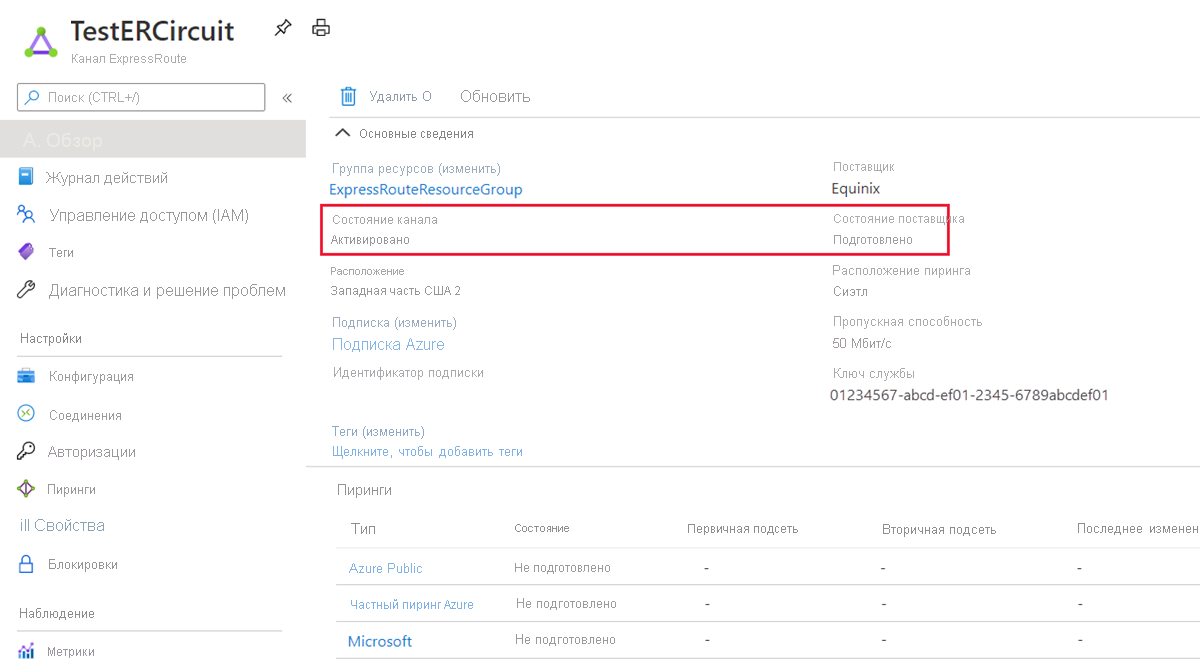 TestERCircuit
Канал ExpressRoute
Поиск (CTRL+/)
«
A. Обзор
Журнал действий
Управление доступом (IAM)
Теги
Диагностика и решение проблем
Настройки
Конфигурация
Соединения
Авторизации
Пиринги
ill Свойства
Блокировки
Наблюдение
Метрики
Удалить О Обновить
Основные сведения
Группа ресурсов (изменить)
ExpressRouteResourceGroup
Состояние канала
Активировано
Расположение
Западная часть США 2
Подписка (изменить)
Подписка Azure
Идентификатор подписки
Теги (изменить)
Щелкните, чтобы добавить теги
Поставщик
Equinix
Состояние поставщика
Подготовлено
Расположение пиринга
Сиэтл
Пропускная способность
50 Мбит/с
Ключ службы
01234567-abcd-ef01-2345-6789abcdef01
Пиринги
Тип Состояние Первичная подсеть Вторичная подсеть Последнее изменен
Azure Public Не подготовлено - - -
Частный пиринг Azure Не подготовлено - - -
Microsoft Не подготовлено - - -